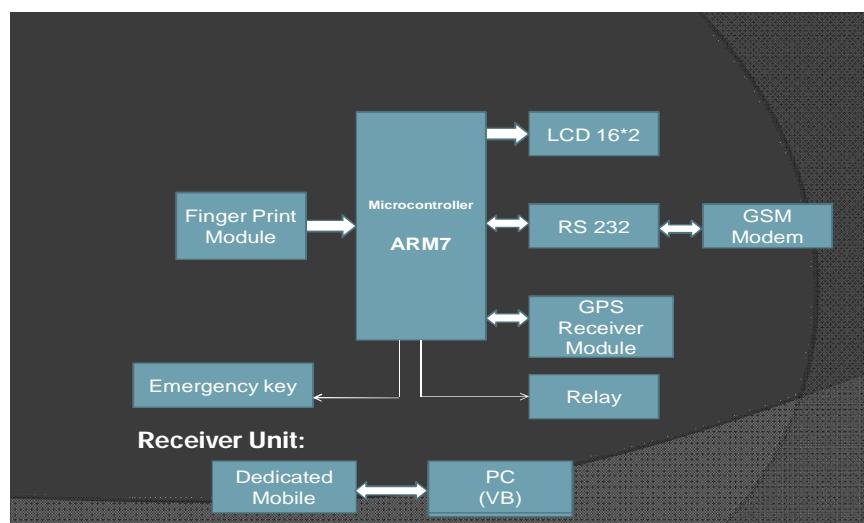 LCD 16*2
Microcontroller
ARM7
Finger Print
Module
RS 232
GSM
Modem
GPS
Receiver
Module
Emergency key
Relay
Receiver Unit:
Dedicated
Mobile
PC
(VB)